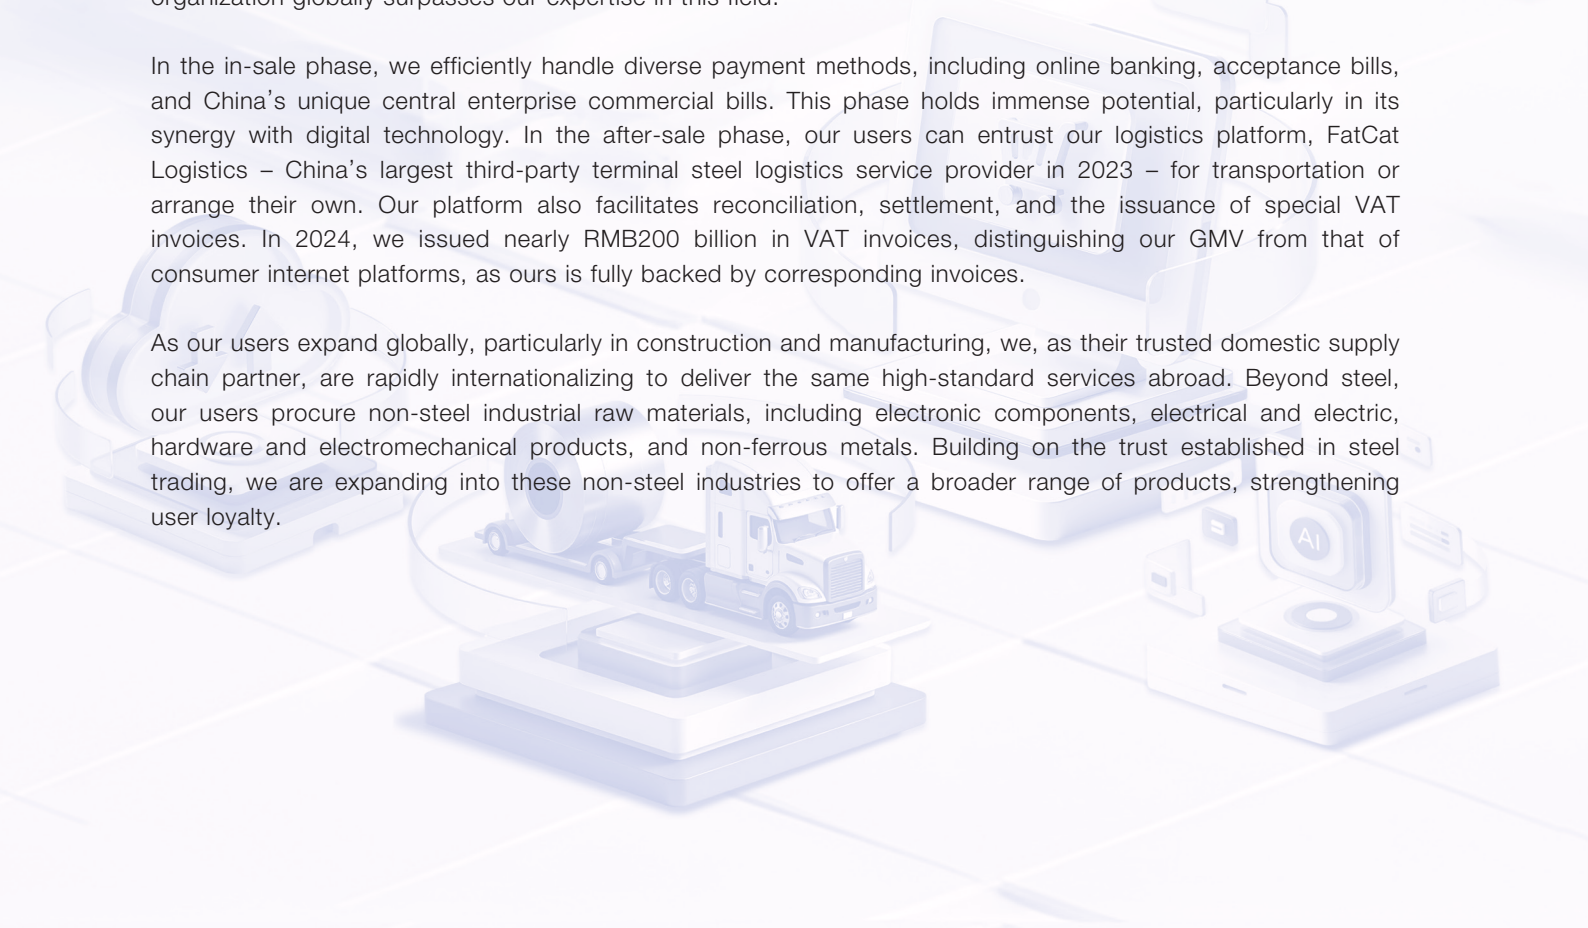 organization globally surpasses our expertise in this field.
In the in-sale phase, we efficiently handle diverse payment methods, including online banking, acceptance bills,
and China’s unique central enterprise commercial bills. This phase holds immense potential, particularly in its
synergy with digital technology. In the after-sale phase, our users can entrust our logistics platform, FatCat
Logistics – China’s largest third-party terminal steel logistics service provider in 2023 – for transportation or
arrange their own. Our platform also facilitates reconciliation, settlement, and the issuance of special VAT
invoices. In 2024, we issued nearly RMB200 billion in VAT invoices, distinguishing our GMV from that of
consumer internet platforms, as ours is fully backed by corresponding invoices.
As our users expand globally, particularly in construction and manufacturing, we, as their trusted domestic supply
chain partner, are rapidly internationalizing to deliver the same high-standard services abroad. Beyond steel,
our users procure non-steel industrial raw materials, including electronic components, electrical and electric,
hardware and electromechanical products, and non-ferrous metals. Building on the trust established in steel
trading, we are expanding into these non-steel industries to offer a broader range of products, strengthening
user loyalty.
AI